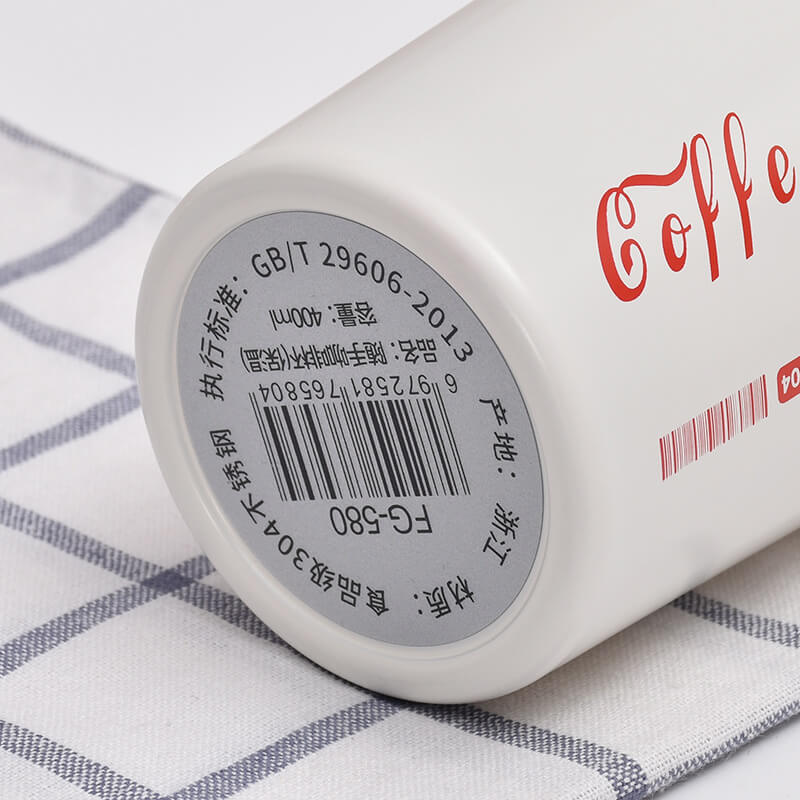 Coffe
04
执行标准：GB/T 29606-2013
产地：浙江
材质：食品级304不锈钢
FG-580
6 972581 765804
品名：随手咖啡杯(保温)
容量：400ml